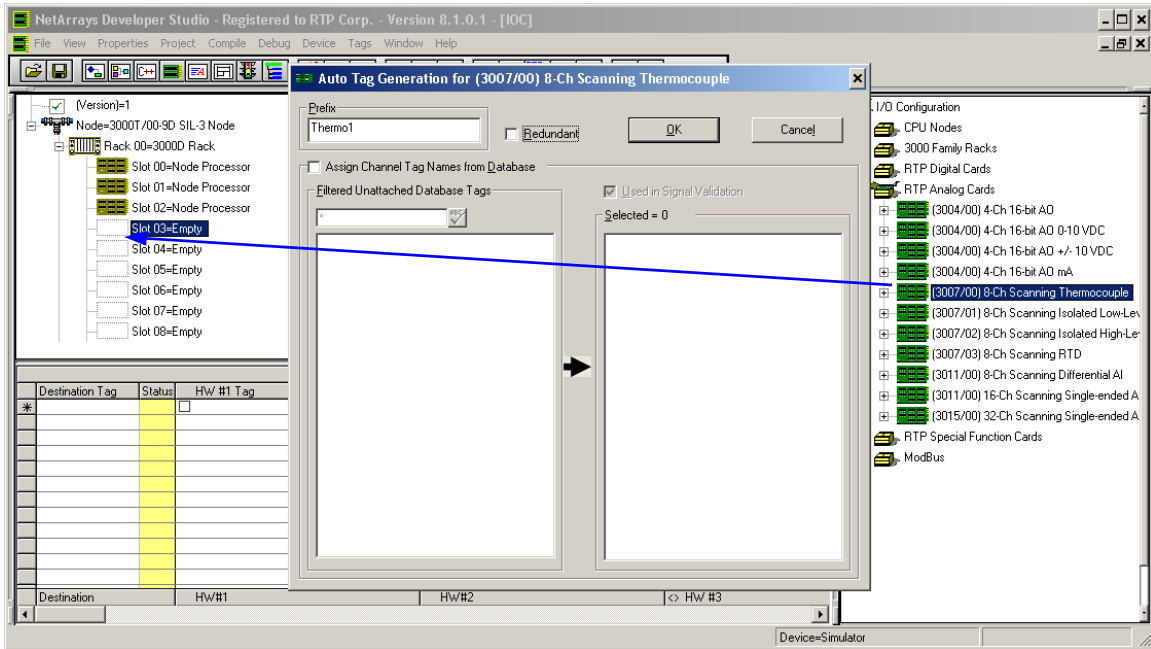 NetArrays Developer Studio - Registered to RTP Corp. - Version 8.1.0.1 - [IOC]
File View Properties Project Compile Debug Device Tags Window Help
(Version)=1
Node=3000T/00-9D SIL-3 Node
Rack 00=3000D Rack
Slot 00=Node Processor
Slot 01=Node Processor
Slot 02=Node Processor
Slot 03=Empty
Slot 04=Empty
Slot 05=Empty
Slot 06=Empty
Slot 07=Empty
Slot 08=Empty
Auto Tag Generation for (3007/00) 8-Ch Scanning Thermocouple
Prefix
Thermo1
Redundant
OK
Cancel
Assign Channel Tag Names from Database
Filtered Unattached Database Tags
*
ABC
Used in Signal Validation
Selected = 0
I/O Configuration
CPU Nodes
3000 Family Racks
RTP Digital Cards
RTP Analog Cards
(3004/00) 4-Ch 16-bit AO
(3004/00) 4-Ch 16-bit AO 0-10 VDC
(3004/00) 4-Ch 16-bit AO +/- 10 VDC
(3004/00) 4-Ch 16-bit AO mA
(3007/00) 8-Ch Scanning Thermocouple
(3007/01) 8-Ch Scanning Isolated Low-Lev
(3007/02) 8-Ch Scanning Isolated High-Le
(3007/03) 8-Ch Scanning RTD
(3011/00) 8-Ch Scanning Differential AI
(3011/00) 16-Ch Scanning Single-ended A
(3015/00) 32-Ch Scanning Single-ended A
RTP Special Function Cards
ModBus
Destination Tag Status HW #1 Tag
Destination HW#1 HW#2 <> HW #3
Device=Simulator